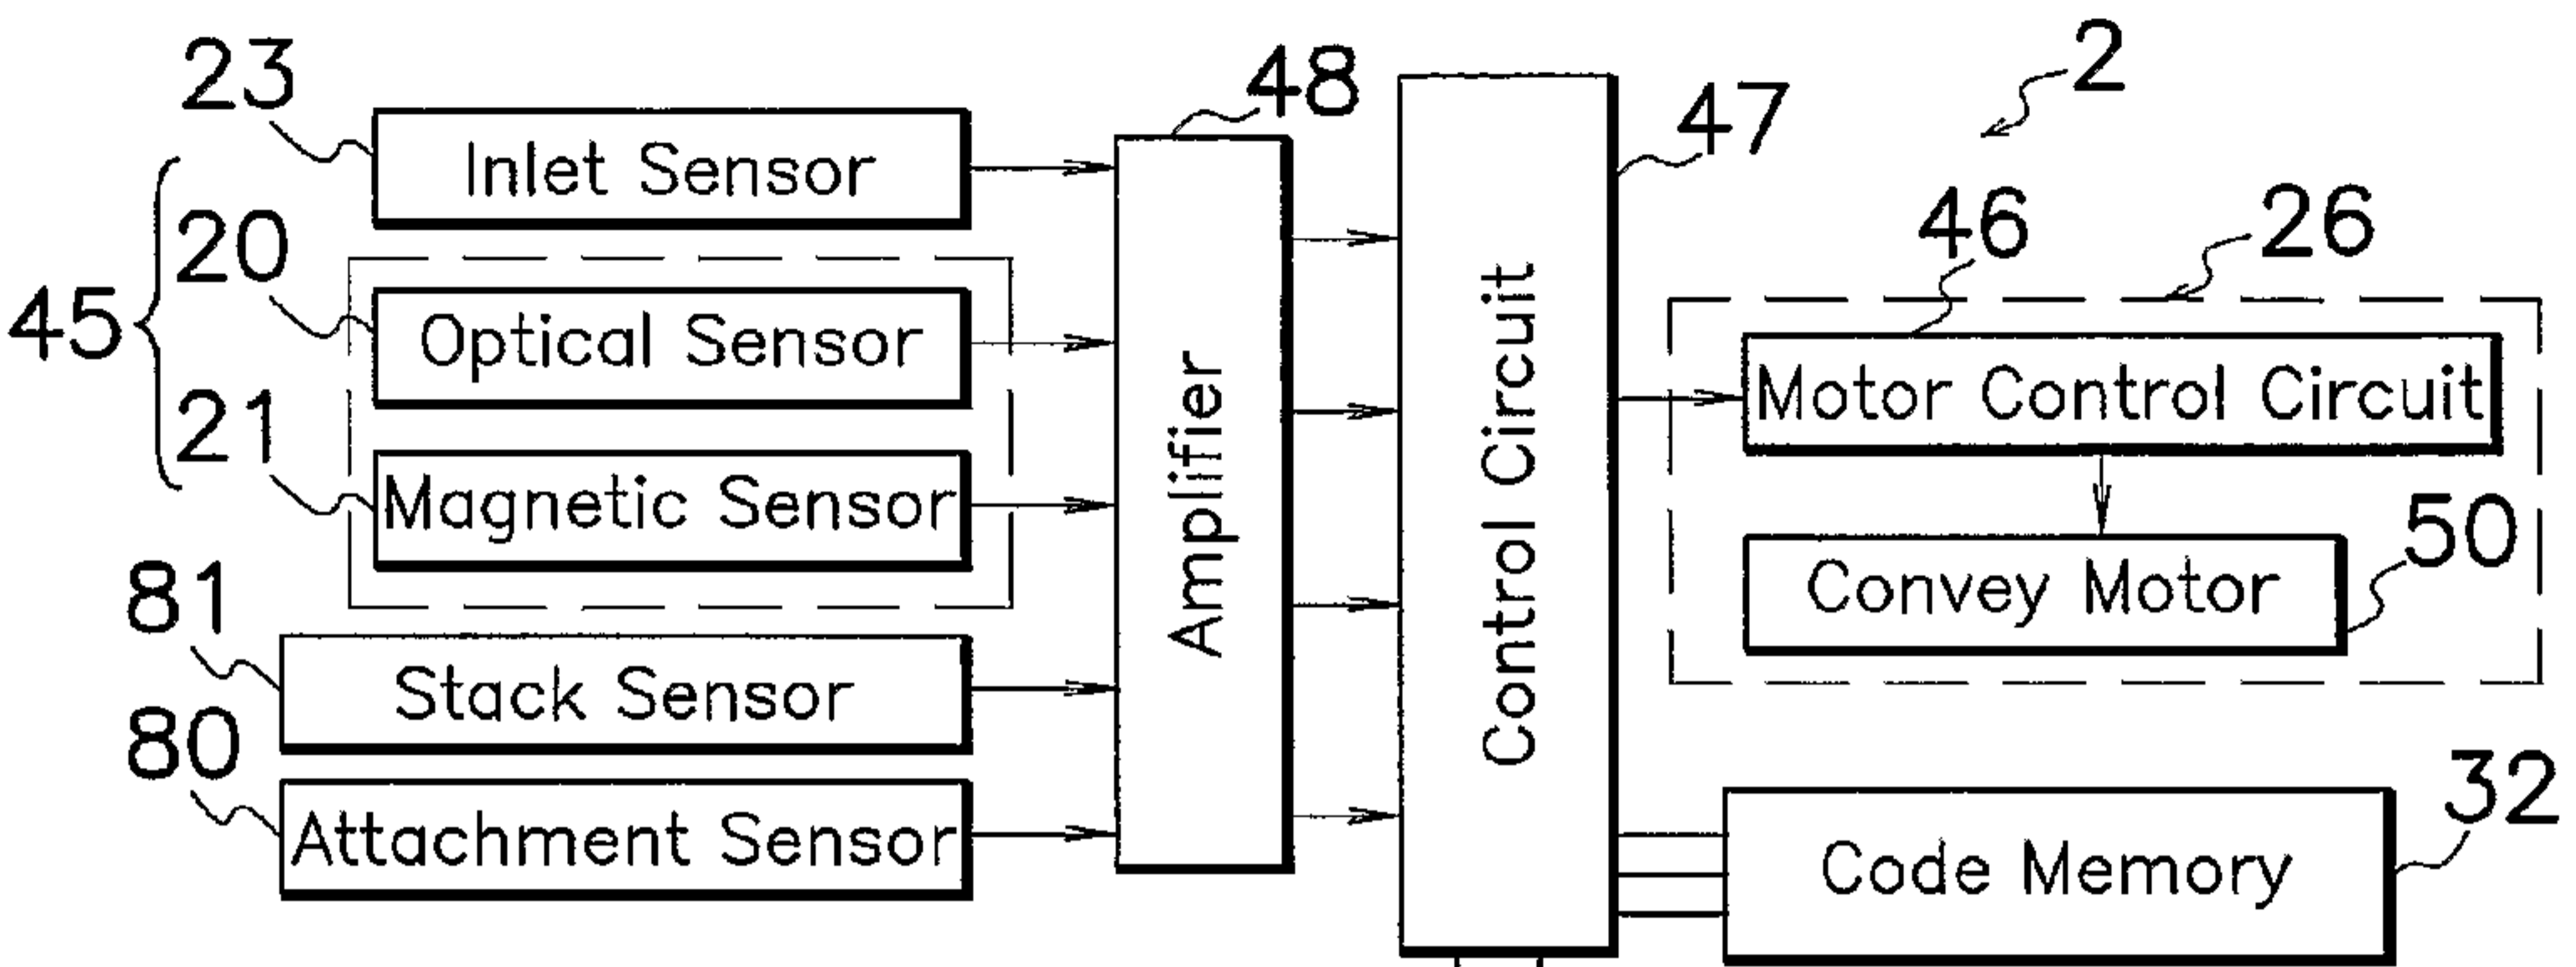 23
Inlet Sensor
48
47
2
20
45
Optical Sensor
46
26
Motor Control Circuit
21
Magnetic Sensor
Amplifier
Control Circuit
50
Convey Motor
81
Stack Sensor
80
Attachment Sensor
32
Code Memory